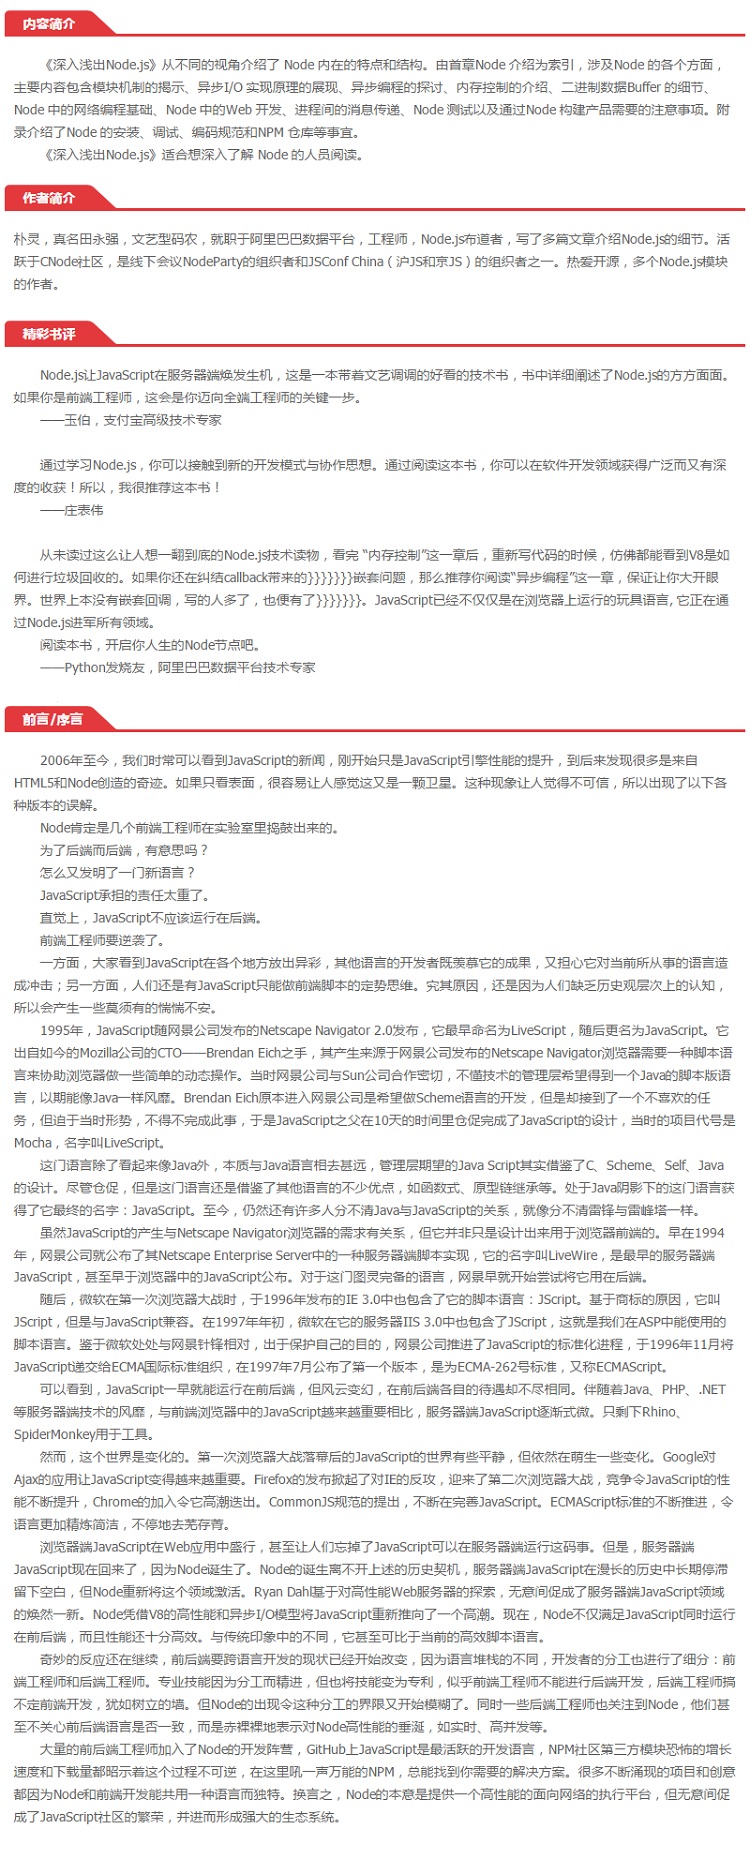 内容简介
《深入浅出Node.js》从不同的视角介绍了 Node 内在的特点和结构。由首章Node 介绍为索引，涉及Node 的各个方面，
主要内容包含模块机制的揭示、异步I/O 实现原理的展现、异步编程的探讨、内存控制的介绍、二进制数据Buffer 的细节、
Node 中的网络编程基础、Node 中的Web 开发、进程间的消息传递、Node 测试以及通过Node 构建产品需要的注意事项。附
录介绍了Node 的安装、调试、编码规范和NPM 仓库等事宜。
《深入浅出Node.js》适合想深入了解 Node 的人员阅读。
作者简介
朴灵，真名田永强，文艺型码农，就职于阿里巴巴数据平台，工程师，Node.js布道者，写了多篇文章介绍Node.js的细节。活
跃于CNode社区，是线下会议NodeParty的组织者和JSConf China（沪JS和京JS）的组织者之一。热爱开源，多个Node.js模块
的作者。
精彩书评
Node.js让JavaScript在服务器端焕发生机，这是一本带着文艺调调的好看的技术书，书中详细阐述了Node.js的方方面面。
如果你是前端工程师，这会是你迈向全端工程师的关键一步。
——玉伯，支付宝高级技术专家
通过学习Node.js，你可以接触到新的开发模式与协作思想。通过阅读这本书，你可以在软件开发领域获得广泛而又有深
度的收获！所以，我很推荐这本书！
——庄表伟
从未读过这么让人想一翻到底的Node.js技术读物，看完 “内存控制”这一章后，重新写代码的时候，仿佛都能看到V8是如
何进行垃圾回收的。如果你还在纠结callback带来的}}}}}}}嵌套问题，那么推荐你阅读“异步编程”这一章，保证让你大开眼
界。世界上本没有嵌套回调，写的人多了，也便有了}}}}}}}。JavaScript已经不仅仅是在浏览器上运行的玩具语言, 它正在通
过Node.js进军所有领域。
阅读本书，开启你人生的Node节点吧。
——Python发烧友，阿里巴巴数据平台技术专家
前言/序言
2006年至今，我们时常可以看到JavaScript的新闻，刚开始只是JavaScript引擎性能的提升，到后来发现很多是来自
HTML5和Node创造的奇迹。如果只看表面，很容易让人感觉这又是一颗卫星。这种现象让人觉得不可信，所以出现了以下各
种版本的误解。
Node肯定是几个前端工程师在实验室里捣鼓出来的。
为了后端而后端，有意思吗？
怎么又发明了一门新语言？
JavaScript承担的责任太重了。
直觉上，JavaScript不应该运行在后端。
前端工程师要逆袭了。
一方面，大家看到JavaScript在各个地方放出异彩，其他语言的开发者既羡慕它的成果，又担心它对当前所从事的语言造
成冲击；另一方面，人们还是有JavaScript只能做前端脚本的定势思维。究其原因，还是因为人们缺乏历史观层次上的认知，
所以会产生一些莫须有的惴惴不安。
1995年，JavaScript随网景公司发布的Netscape Navigator 2.0发布，它最早命名为LiveScript，随后更名为JavaScript。它
出自如今的Mozilla公司的CTO——Brendan Eich之手，其产生来源于网景公司发布的Netscape Navigator浏览器需要一种脚本语
言来协助浏览器做一些简单的动态操作。当时网景公司与Sun公司合作密切，不懂技术的管理层希望得到一个Java的脚本版语
言，以期能像Java一样风靡。Brendan Eich原本进入网景公司是希望做Scheme语言的开发，但是却接到了一个不喜欢的任
务，但迫于当时形势，不得不完成此事，于是JavaScript之父在10天的时间里仓促完成了JavaScript的设计，当时的项目代号是
Mocha，名字叫LiveScript。
这门语言除了看起来像Java外，本质与Java语言相去甚远，管理层期望的Java Script其实借鉴了C、Scheme、Self、Java
的设计。尽管仓促，但是这门语言还是借鉴了其他语言的不少优点，如函数式、原型链继承等。处于Java阴影下的这门语言获
得了它最终的名字：JavaScript。至今，仍然还有许多人分不清Java与JavaScript的关系，就像分不清雷锋与雷峰塔一样。
虽然JavaScript的产生与Netscape Navigator浏览器的需求有关系，但它并非只是设计出来用于浏览器前端的。早在1994
年，网景公司就公布了其Netscape Enterprise Server中的一种服务器端脚本实现，它的名字叫LiveWire，是最早的服务器端
JavaScript，甚至早于浏览器中的JavaScript公布。对于这门图灵完备的语言，网景早就开始尝试将它用在后端。
随后，微软在第一次浏览器大战时，于1996年发布的IE 3.0中也包含了它的脚本语言：JScript。基于商标的原因，它叫
JScript，但是与JavaScript兼容。在1997年年初，微软在它的服务器IIS 3.0中也包含了JScript，这就是我们在ASP中能使用的
脚本语言。鉴于微软处处与网景针锋相对，出于保护自己的目的，网景公司推进了JavaScript的标准化进程，于1996年11月将
JavaScript递交给ECMA国际标准组织，在1997年7月公布了第一个版本，是为ECMA-262号标准，又称ECMAScript。
可以看到，JavaScript一早就能运行在前后端，但风云变幻，在前后端各自的待遇却不尽相同。伴随着Java、PHP、.NET
等服务器端技术的风靡，与前端浏览器中的JavaScript越来越重要相比，服务器端JavaScript逐渐式微。只剩下Rhino、
SpiderMonkey用于工具。
然而，这个世界是变化的。第一次浏览器大战落幕后的JavaScript的世界有些平静，但依然在萌生一些变化。Google对
Ajax的应用让JavaScript变得越来越重要。Firefox的发布掀起了对IE的反攻，迎来了第二次浏览器大战，竞争令JavaScript的性
能不断提升，Chrome的加入令它高潮迭出。CommonJS规范的提出，不断在完善JavaScript。ECMAScript标准的不断推进，令
语言更加精炼简洁，不停地去芜存菁。
浏览器端JavaScript在Web应用中盛行，甚至让人们忘掉了JavaScript可以在服务器端运行这码事。但是，服务器端
JavaScript现在回来了，因为Node诞生了。Node的诞生离不开上述的历史契机，服务器端JavaScript在漫长的历史中长期停滞
留下空白，但Node重新将这个领域激活。Ryan Dahl基于对高性能Web服务器的探索，无意间促成了服务器端JavaScript领域
的焕然一新。Node凭借V8的高性能和异步I/O模型将JavaScript重新推向了一个高潮。现在，Node不仅满足JavaScript同时运行
在前后端，而且性能还十分高效。与传统印象中的不同，它甚至可比于当前的高效脚本语言。
奇妙的反应还在继续，前后端要跨语言开发的现状已经开始改变，因为语言堆栈的不同，开发者的分工也进行了细分：前
端工程师和后端工程师。专业技能因为分工而精进，但也将技能变为专利，似乎前端工程师不能进行后端开发，后端工程师搞
不定前端开发，犹如树立的墙。但Node的出现令这种分工的界限又开始模糊了。同时一些后端工程师也关注到Node，他们甚
至不关心前后端语言是否一致，而是赤裸裸地表示对Node高性能的垂涎，如实时、高并发等。
大量的前后端工程师加入了Node的开发阵营，GitHub上JavaScript是最活跃的开发语言，NPM社区第三方模块恐怖的增长
速度和下载量都昭示着这个过程不可逆，在这里吼一声万能的NPM，总能找到你需要的解决方案。很多不断涌现的项目和创意
都因为Node和前端开发能共用一种语言而独特。换言之，Node的本意是提供一个高性能的面向网络的执行平台，但无意间促
成了JavaScript社区的繁荣，并进而形成强大的生态系统。